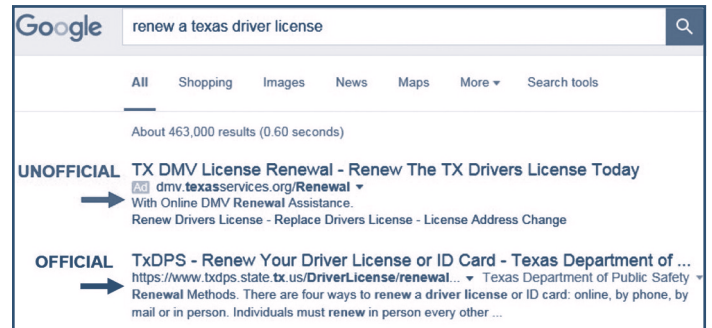 Google renew a texas driver license
All Shopping Images News Maps More Search tools
About 463,000 results (0.60 seconds)
UNOFFICIAL TX DMV License Renewal - Renew The TX Drivers License Today
Ad dmv.texasservices.org/Renewal
With Online DMV Renewal Assistance.
Renew Drivers License - Replace Drivers License - License Address Change
OFFICIAL TxDPS - Renew Your Driver License or ID Card - Texas Department of ...
https://www.txdps.state.tx.us/DriverLicense/renewal... Texas Department of Public Safety
Renewal Methods. There are four ways to renew a driver license or ID card: online, by phone, by
mail or in person. Individuals must renew in person every other ...